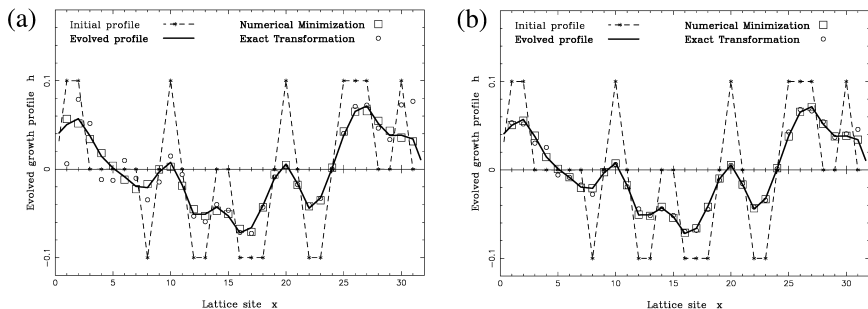 (a)
Initial profile
Numerical Minimization
Evolved profile
Exact Transformation
Evolved growth profile h
0.1
0
−0.1
0 5 10 15 20 25 30
Lattice site x
(b)
Initial profile
Numerical Minimization
Evolved profile
Exact Transformation
Evolved growth profile h
0.1
0
−0.1
0 5 10 15 20 25 30
Lattice site x